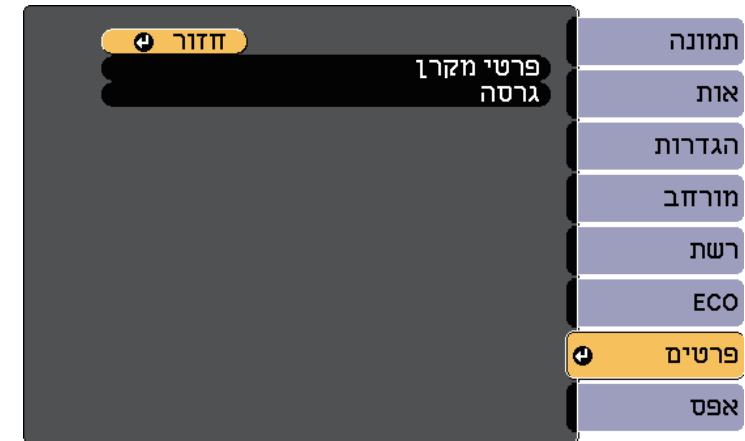 תמונה
אות
הגדרות
מורחב
רשת
ECO
פרטים
אפס
חזור
פרטי מקרן
גרסה